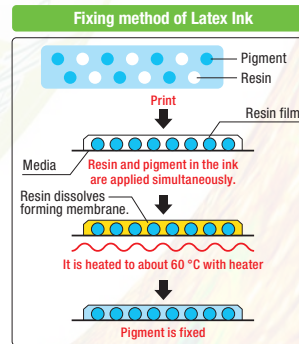 Fixing method of Latex Ink
Pigment
Resin
Print
Resin film
Media
Resin and pigment in the ink
are applied simultaneously.
Resin dissolves
forming membrane.
It is heated to about 60 °C with heater
Pigment is fixed